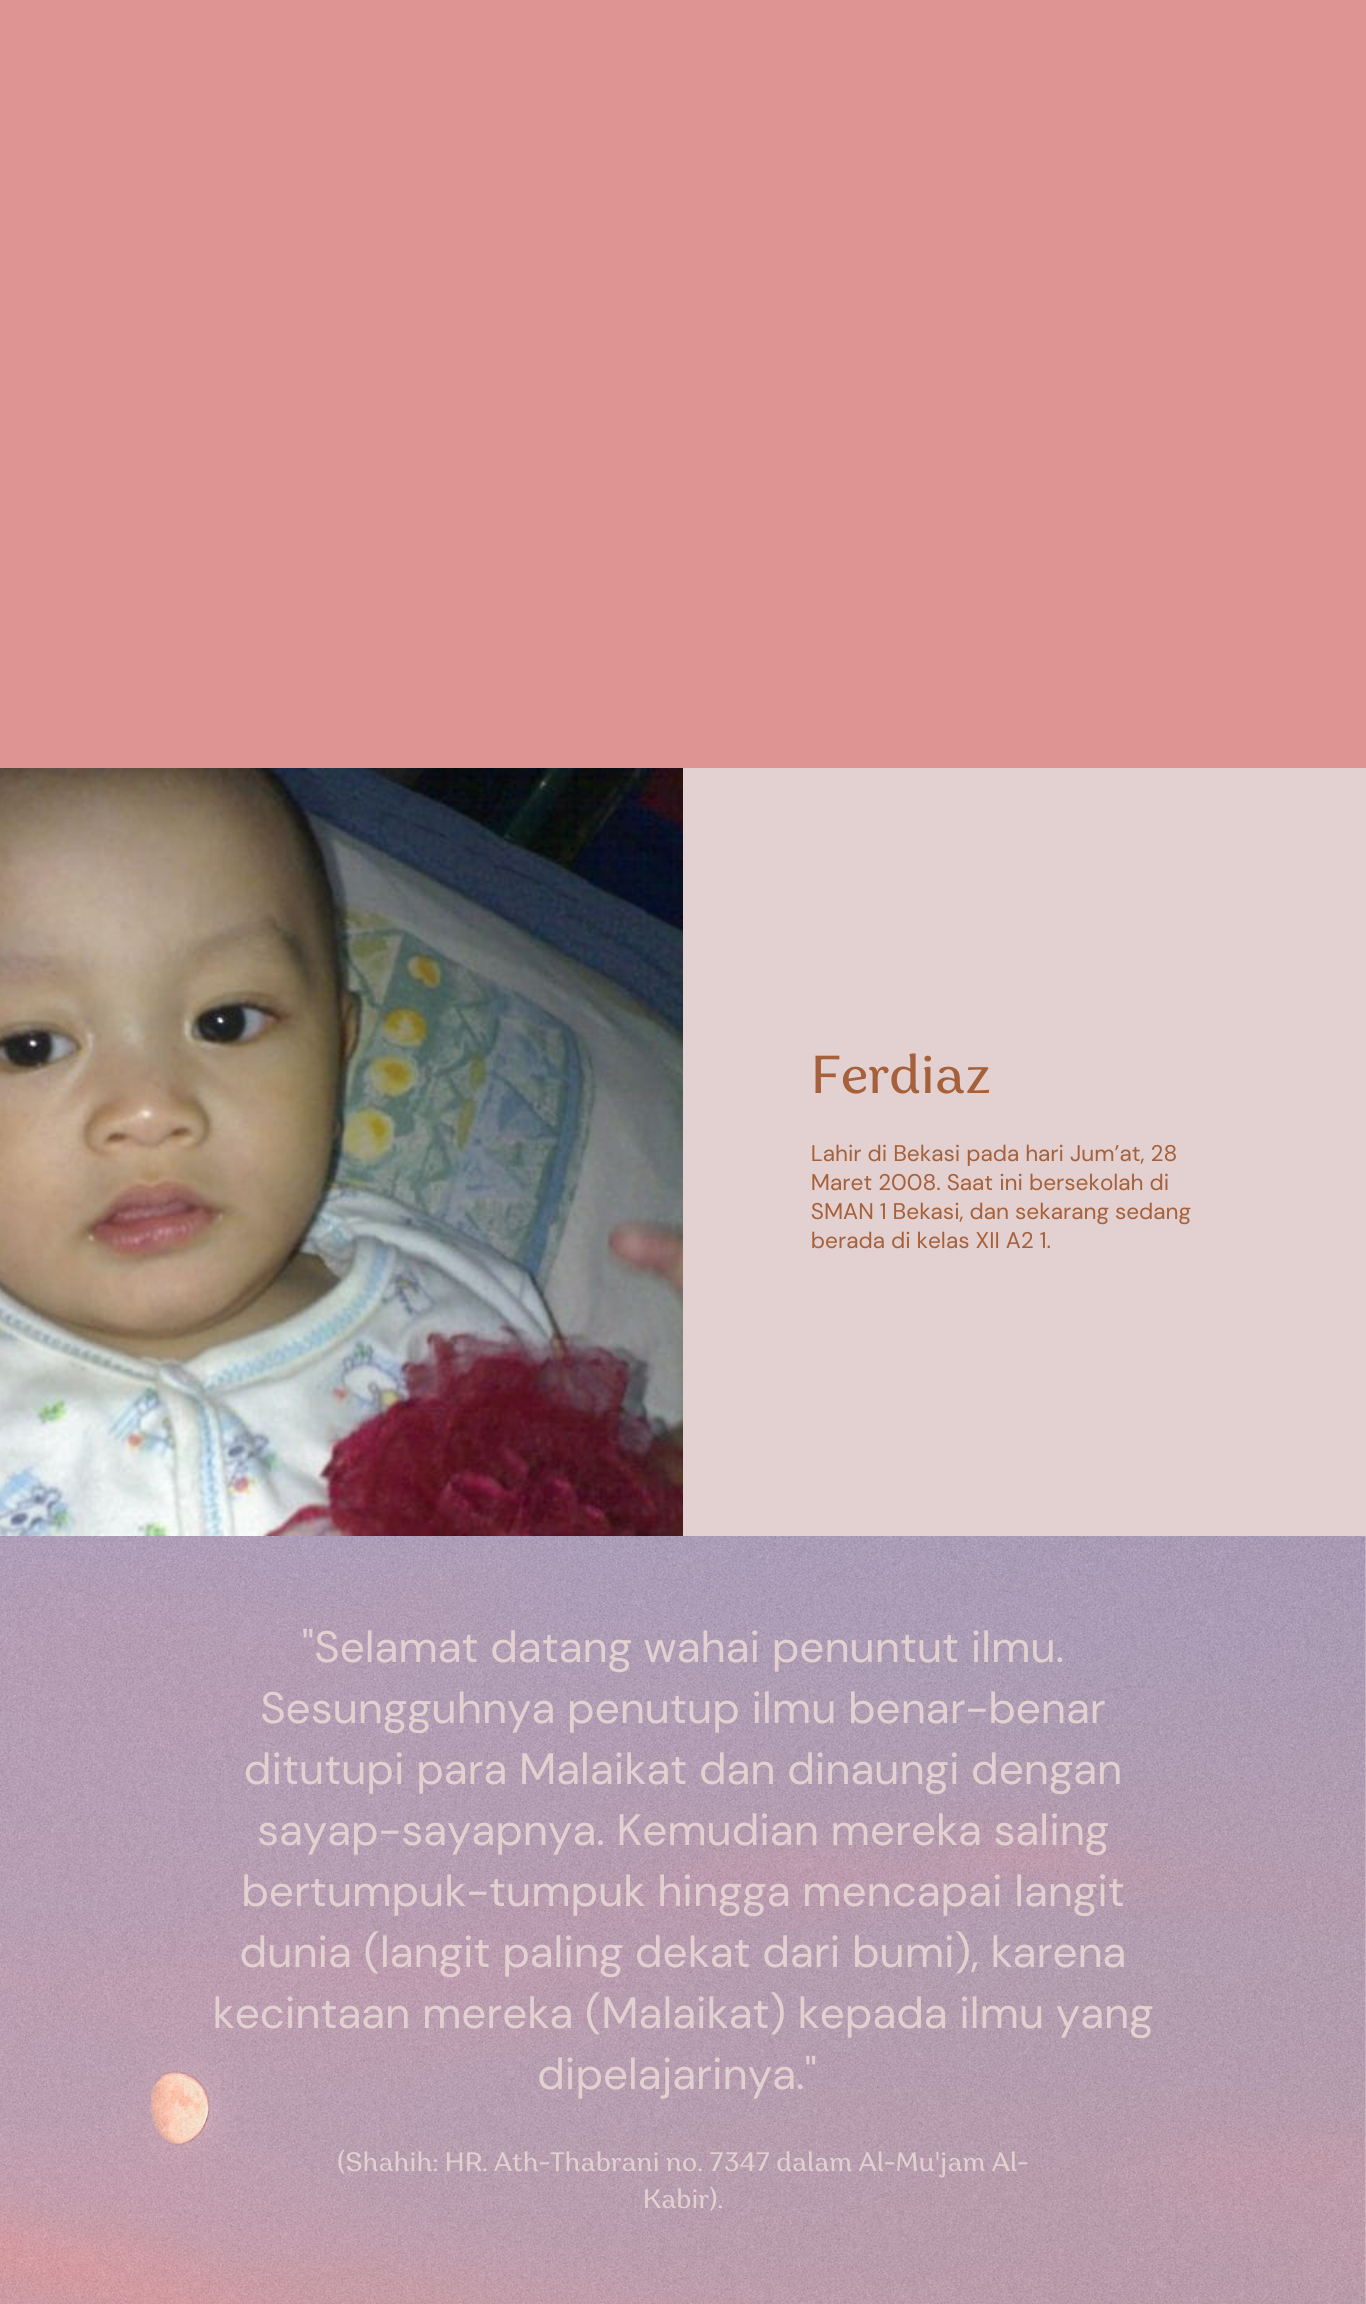 Ferdiaz
Lahir di Bekasi pada hari Jum’at, 28
Maret 2008. Saat ini bersekolah di
SMAN 1 Bekasi, dan sekarang sedang
berada di kelas XII A2 1.
"Selamat datang wahai penuntut ilmu.
Sesungguhnya penutup ilmu benar-benar
ditutupi para Malaikat dan dinaungi dengan
sayap-sayapnya. Kemudian mereka saling
bertumpuk-tumpuk hingga mencapai langit
dunia (langit paling dekat dari bumi), karena
kecintaan mereka (Malaikat) kepada ilmu yang
dipelajarinya."
(Shahih: HR. Ath-Thabrani no. 7347 dalam Al-Mu'jam Al-
Kabir).